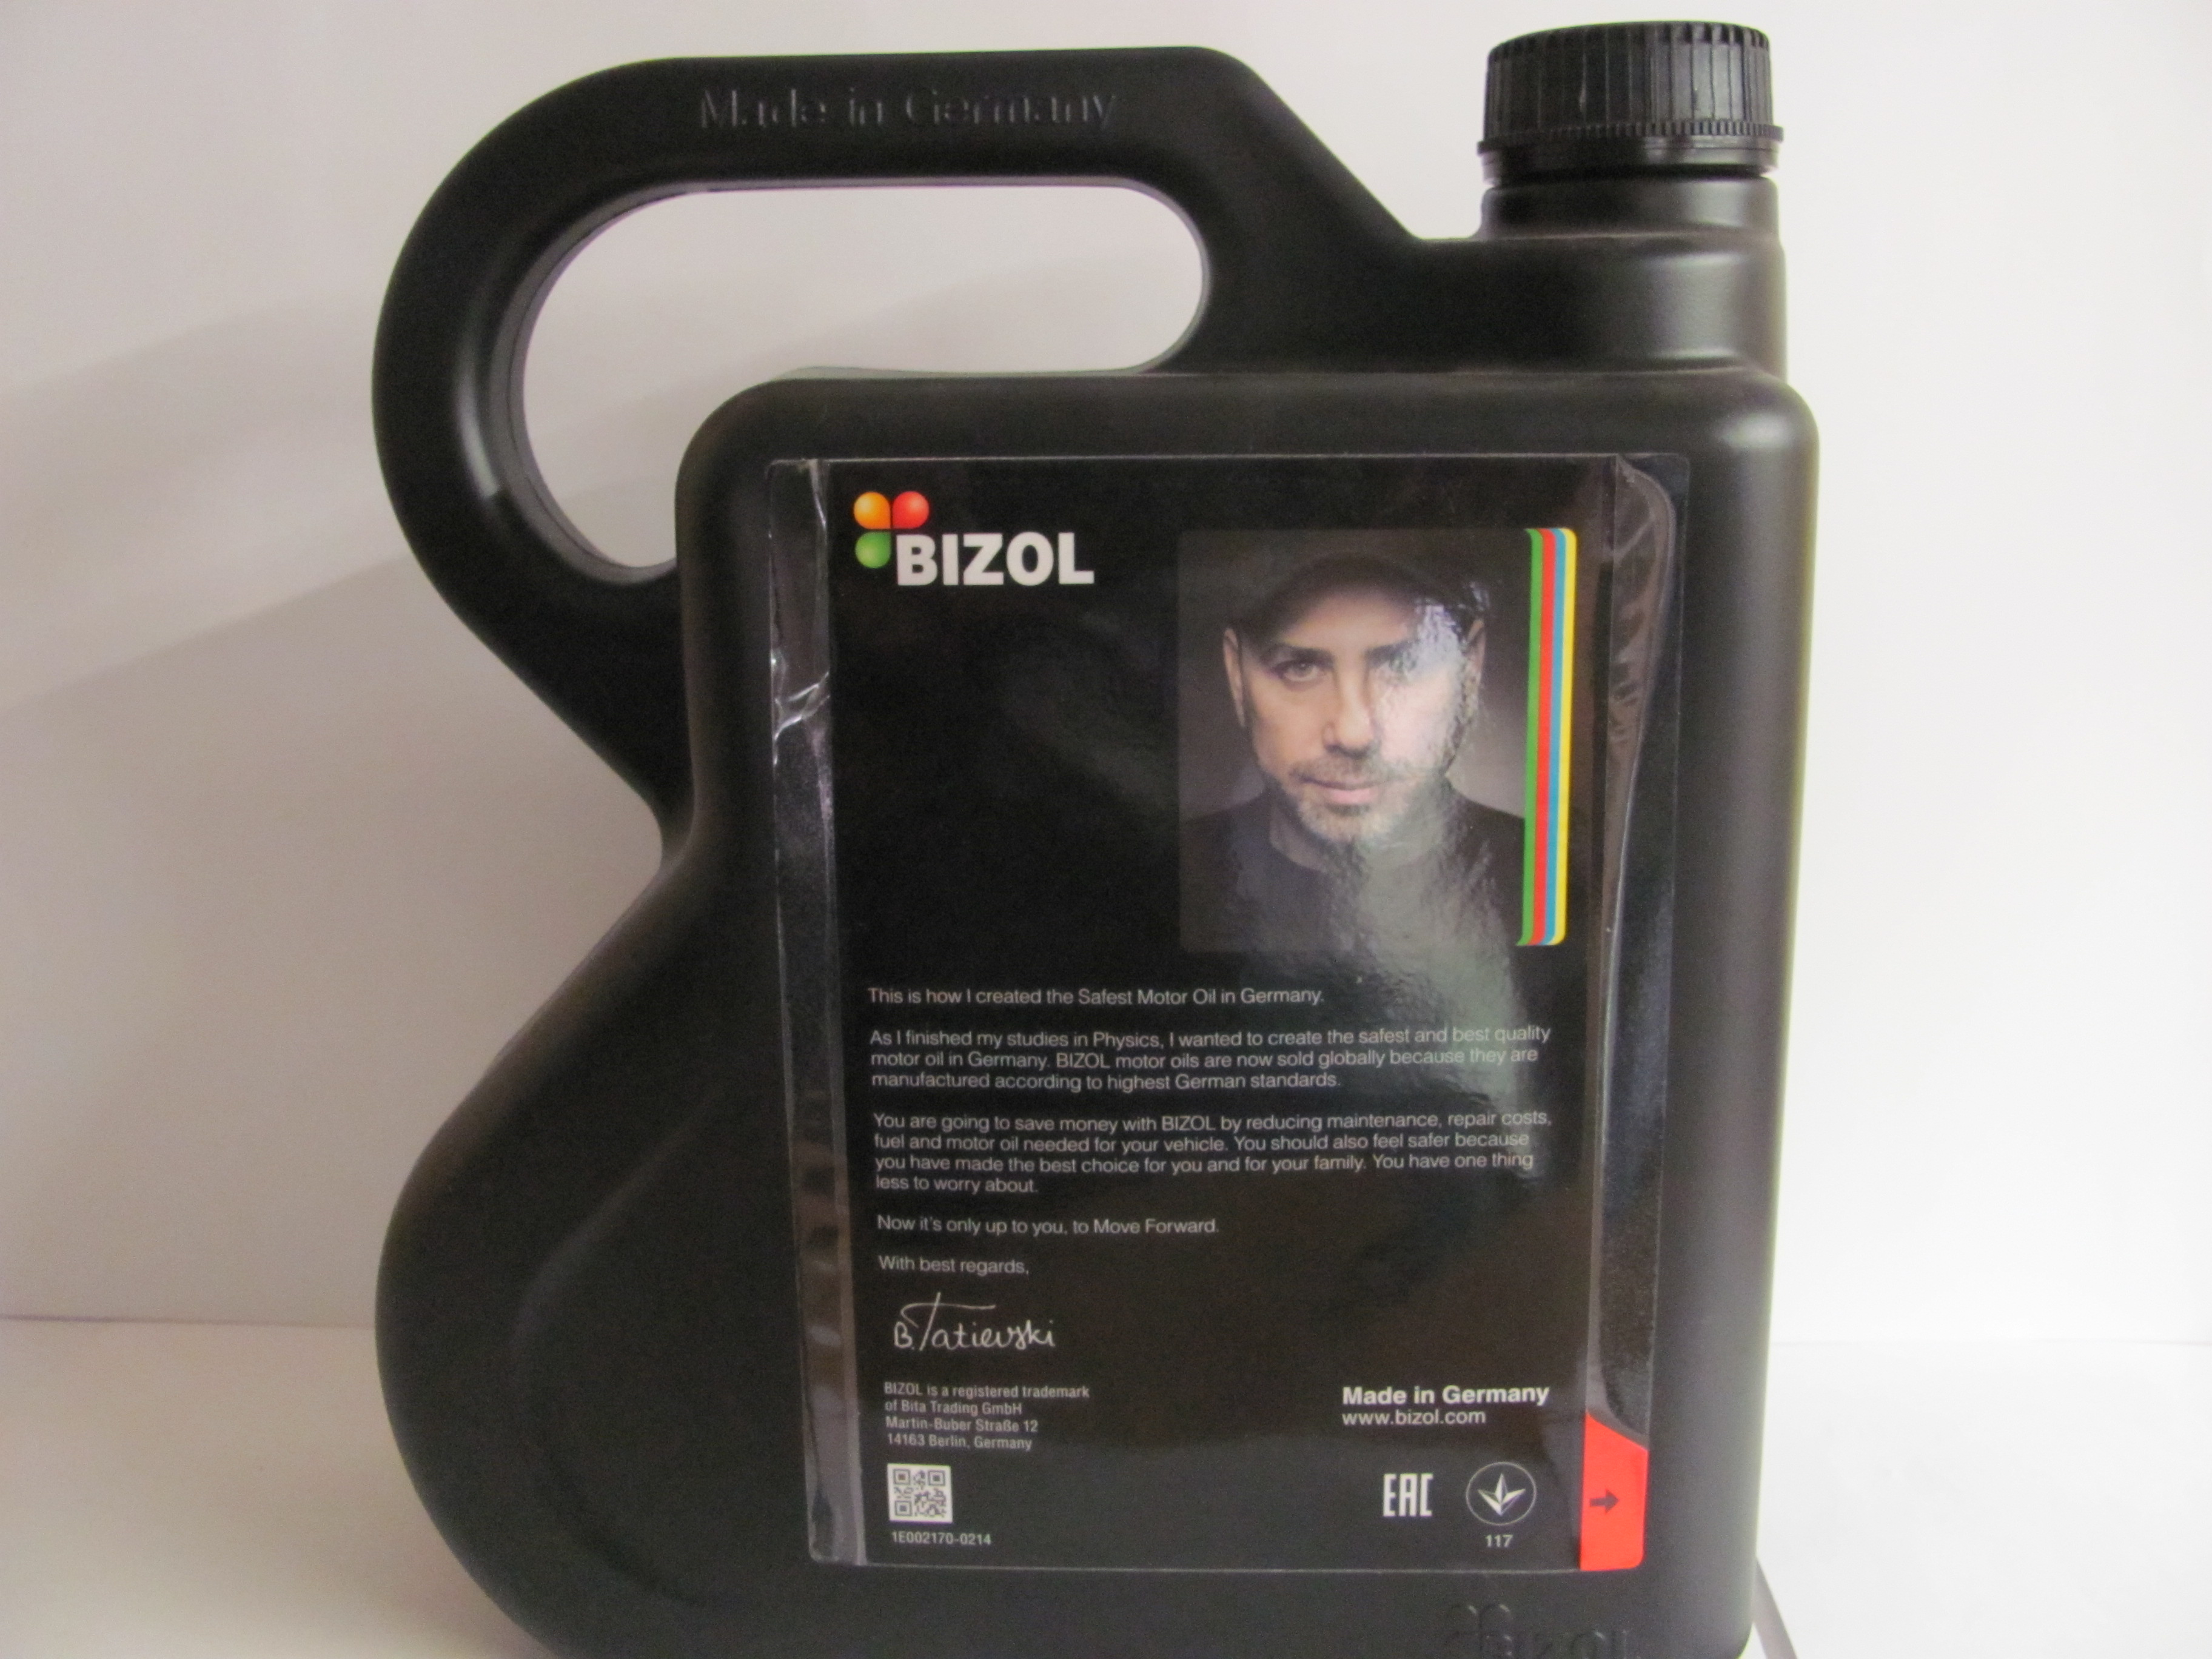 Made in Germany
BIZOL
This is how I created the Safest Motor Oil in Germany.
As I finished my studies in Physics, I wanted to create the safest and best quality
motor oil in Germany. BIZOL motor oils are now sold globally because they are
manufactured according to highest German standards.
You are going to save money with BIZOL by reducing maintenance, repair costs,
fuel and motor oil needed for your vehicle. You should also feel safer because
you have made the best choice for you and for your family. You have one thing
less to worry about.
Now it's only up to you, to Move Forward.
With best regards,
B.Tatievski
BIZOL is a registered trademark
of Bita Trading GmbH
Martin-Buber Straße 12
14163 Berlin, Germany
Made in Germany
www.bizol.com
1E002170-0214
EAC
117
BIZOL